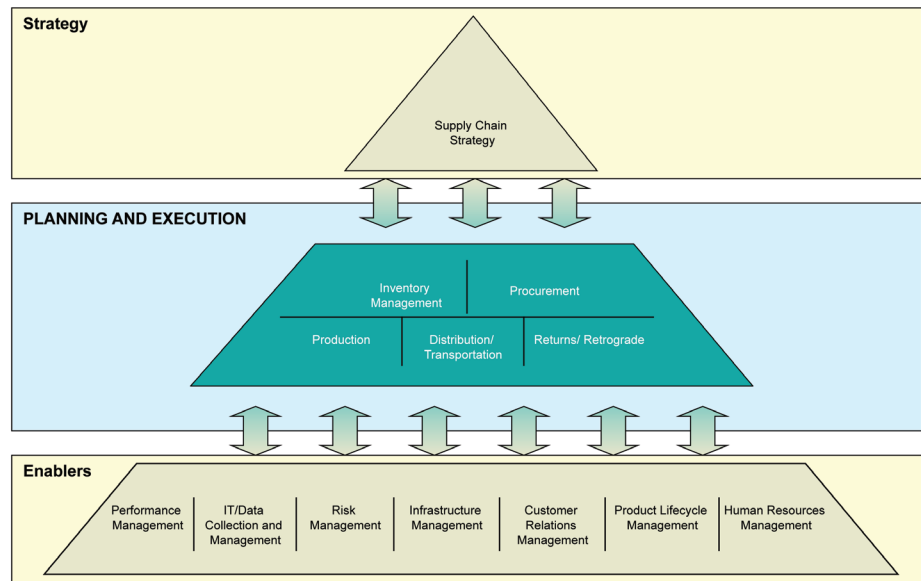 Strategy
Supply Chain
Strategy
PLANNING AND EXECUTION
Inventory
Management
Procurement
Production
Distribution/
Transportation
Returns/ Retrograde
Enablers
Performance
Management
IT/Data
Collection and
Management
Risk
Management
Infrastructure
Management
Customer
Relations
Management
Product Lifecycle
Management
Human Resources
Management